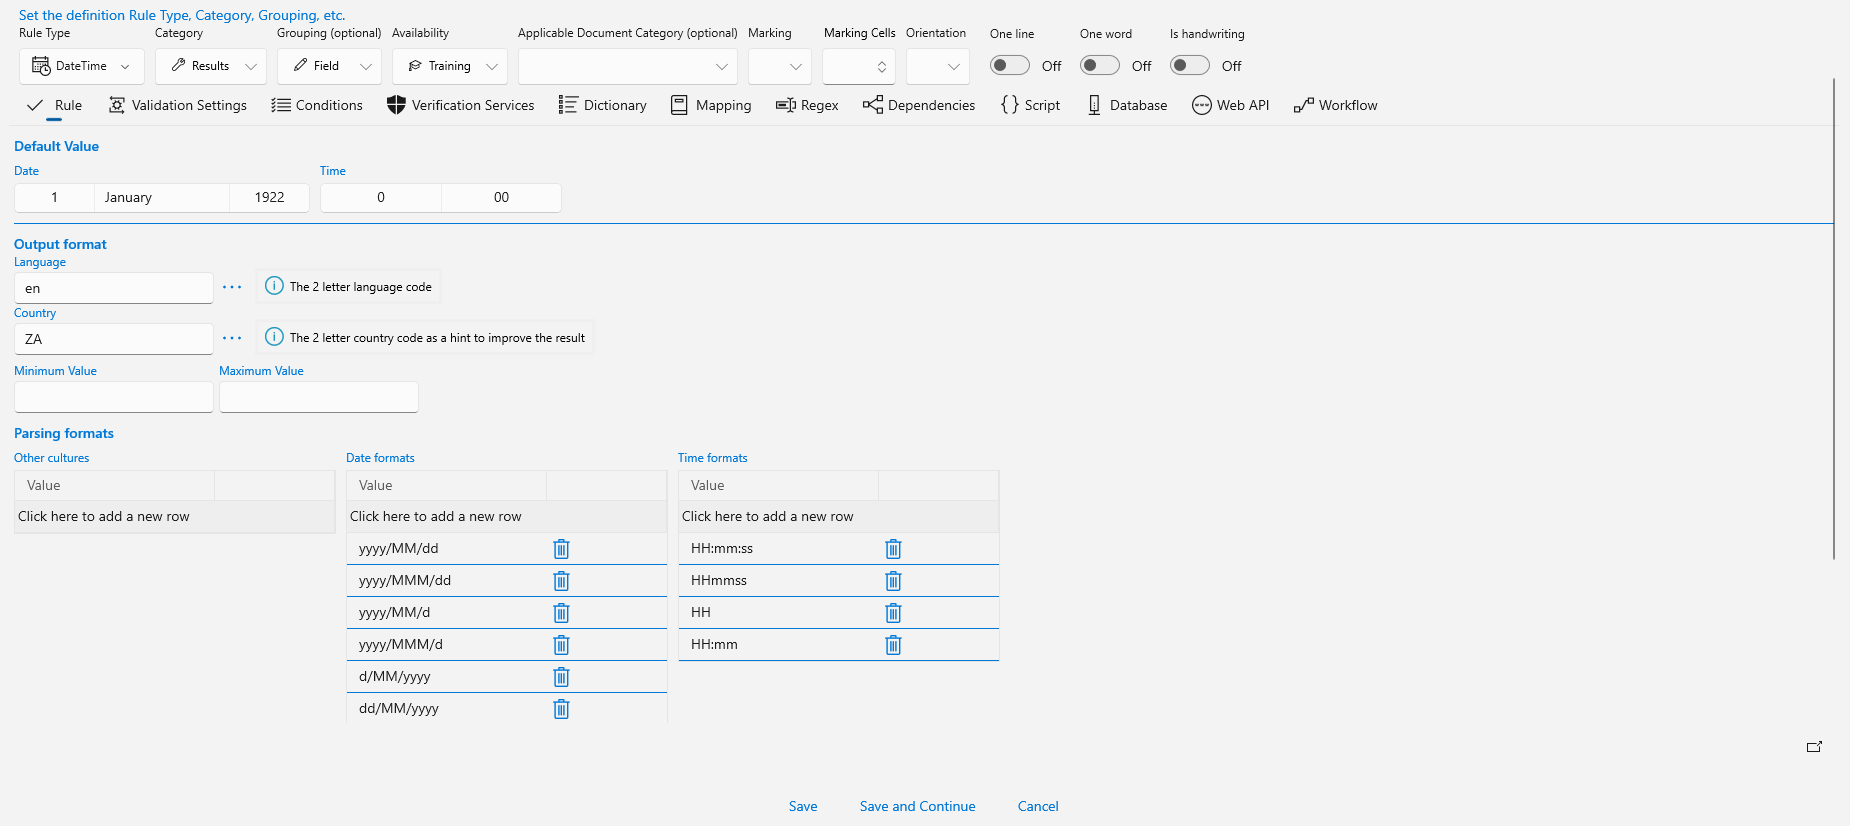 Set the definition Rule Type, Category, Grouping, etc.
Rule Type Category Grouping (optional) Availability Applicable Document Category (optional) Marking Marking Cells Orientation One line One word Is handwriting
DateTime Results Field Training Off Off Off
Rule Validation Settings Conditions Verification Services Dictionary Mapping Regex Dependencies Script Database Web API Workflow
Default Value
Date Time
1 January 1922 0 00
Output format
Language
en The 2 letter language code
Country
ZA The 2 letter country code as a hint to improve the result
Minimum Value Maximum Value
Parsing formats
Other cultures Date formats Time formats
Value Value Value
Click here to add a new row Click here to add a new row Click here to add a new row
yyyy/MM/dd HH:mm:ss
yyyy/MMM/dd HHmmss
yyyy/MM/d HH
yyyy/MMM/d HH:mm
d/MM/yyyy
dd/MM/yyyy
Save Save and Continue Cancel